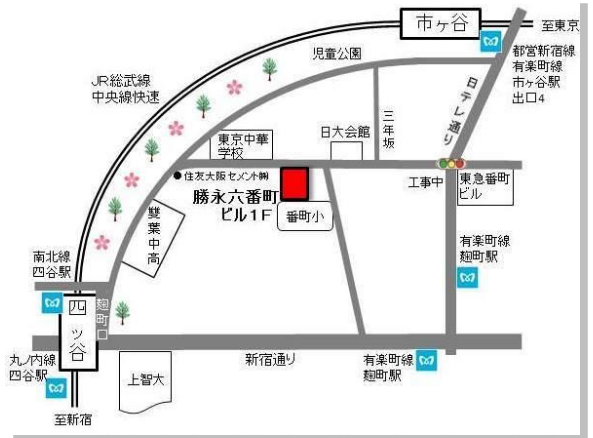 市ヶ谷
至東京
児童公園
都営新宿線
有楽町線
市ヶ谷駅
出口4
JR総武線
中央線快速
日テレ通り
三年坂
日大会館
東京中華
学校
住友大阪セメント㈱
工事中
東急番町
ビル
勝永六番町
ビル1F
番町小
雙葉中高
有楽町線
麹町駅
南北線
四谷駅
麹町口
四ツ谷
丸ノ内線
四谷駅
新宿通り
有楽町線
麹町駅
上智大
至新宿